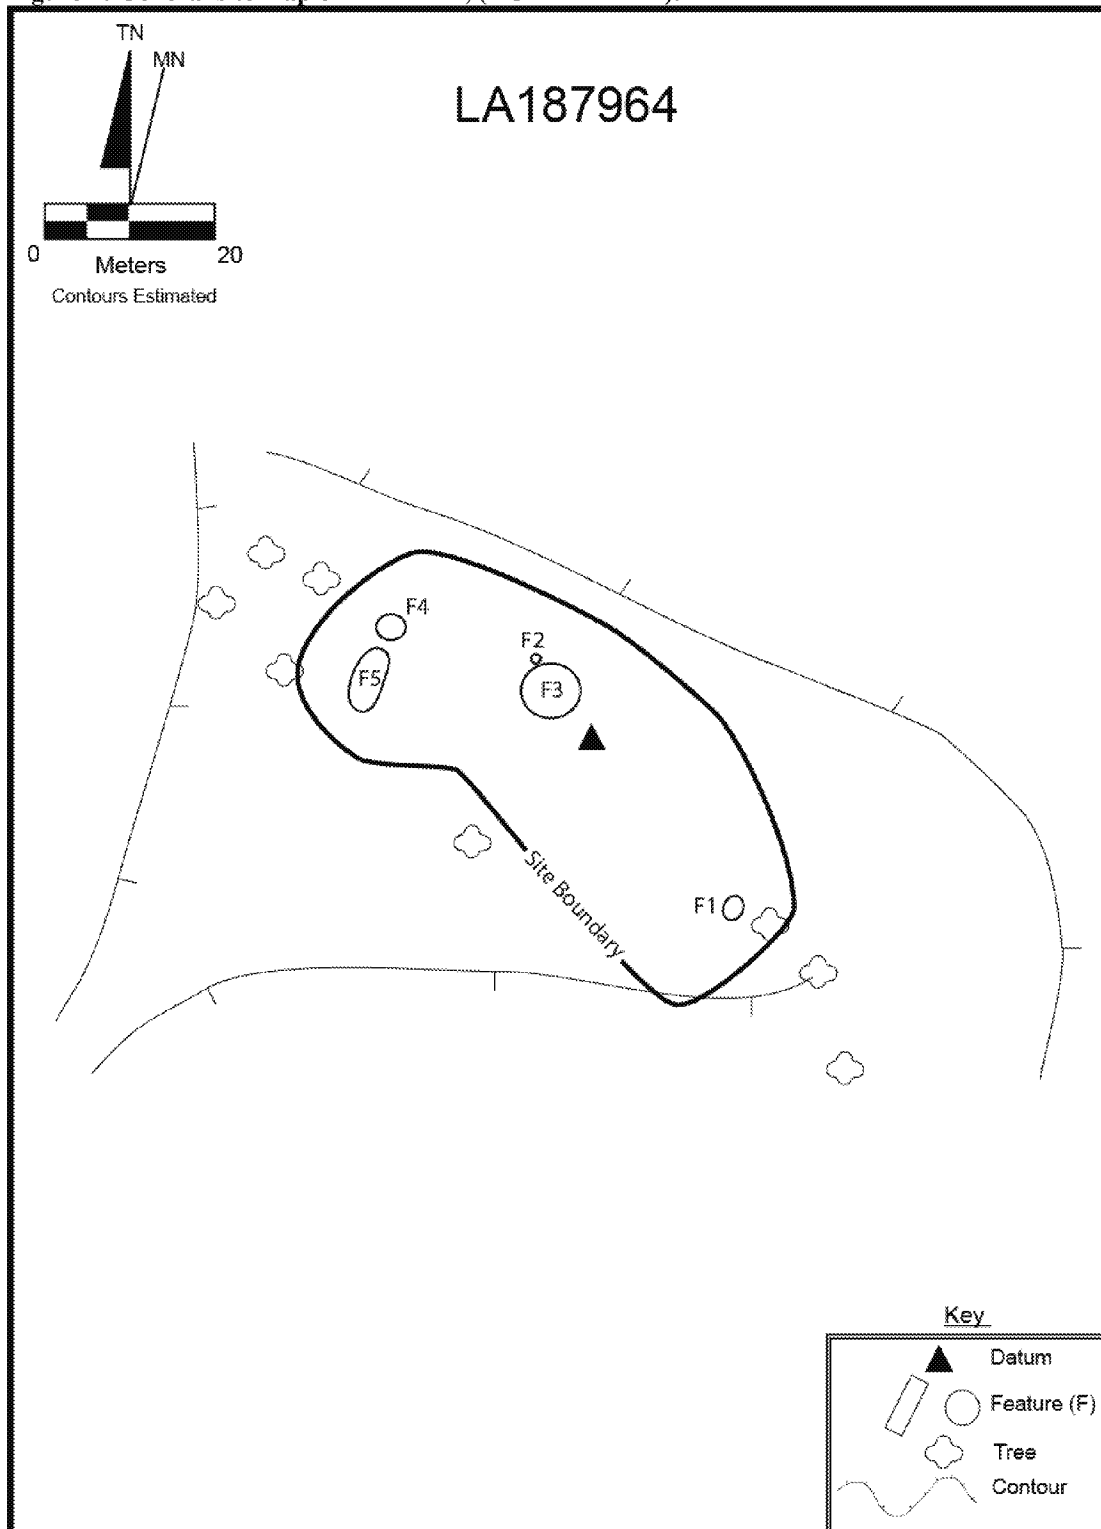 TN
MN
LA187964
0
20
Meters
Contours Estimated
F4
F2
F5
F3
Site Boundary
F1
Key
Datum
Feature (F)
Tree
Contour